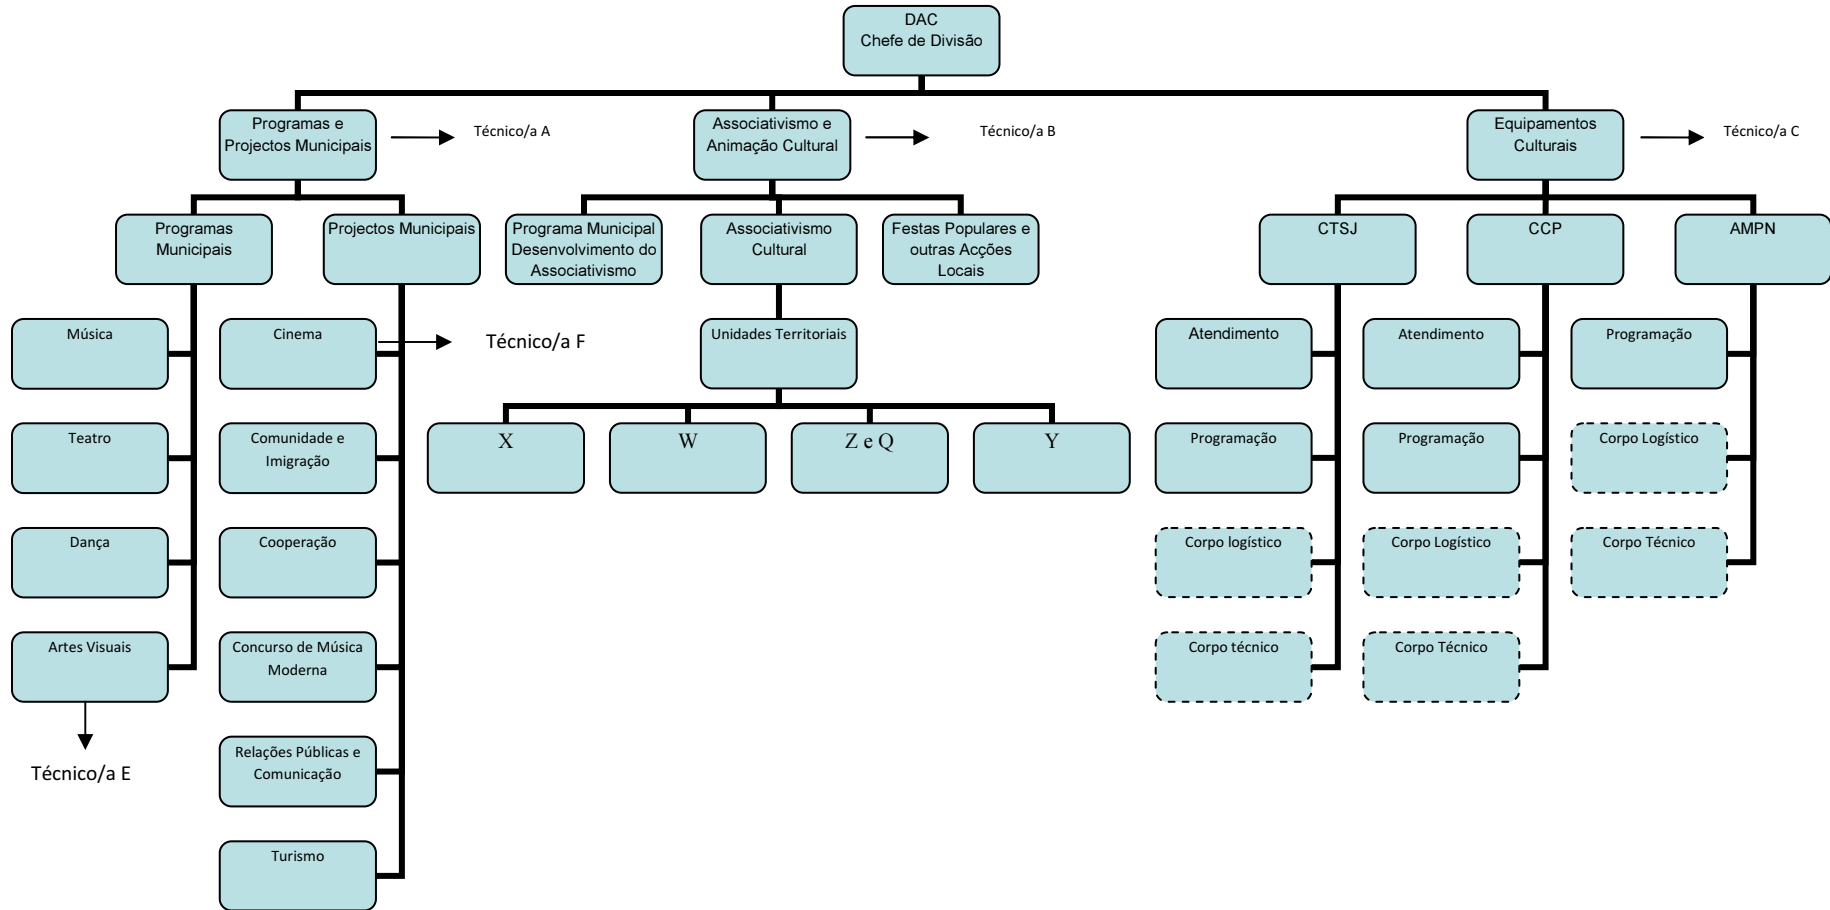 DAC
Chefe de Divisão
Programas e
Projectos Municipais
Técnico/a A
Associativismo e
Animação Cultural
Técnico/a B
Equipamentos
Culturais
Técnico/a C
Programas
Municipais
Projectos Municipais
Programa Municipal
Desenvolvimento do
Associativismo
Associativismo
Cultural
Festas Populares e
outras Acções
Locais
CTSJ
CCP
AMPN
Música
Teatro
Dança
Artes Visuais
Técnico/a E
Cinema
Técnico/a F
Comunidade e
Imigração
Cooperação
Concurso de Música
Moderna
Relações Públicas e
Comunicação
Turismo
Unidades Territoriais
X
W
Z e Q
Y
Atendimento
Programação
Corpo logístico
Corpo técnico
Atendimento
Programação
Corpo Logístico
Corpo Técnico
Programação
Corpo Logístico
Corpo Técnico